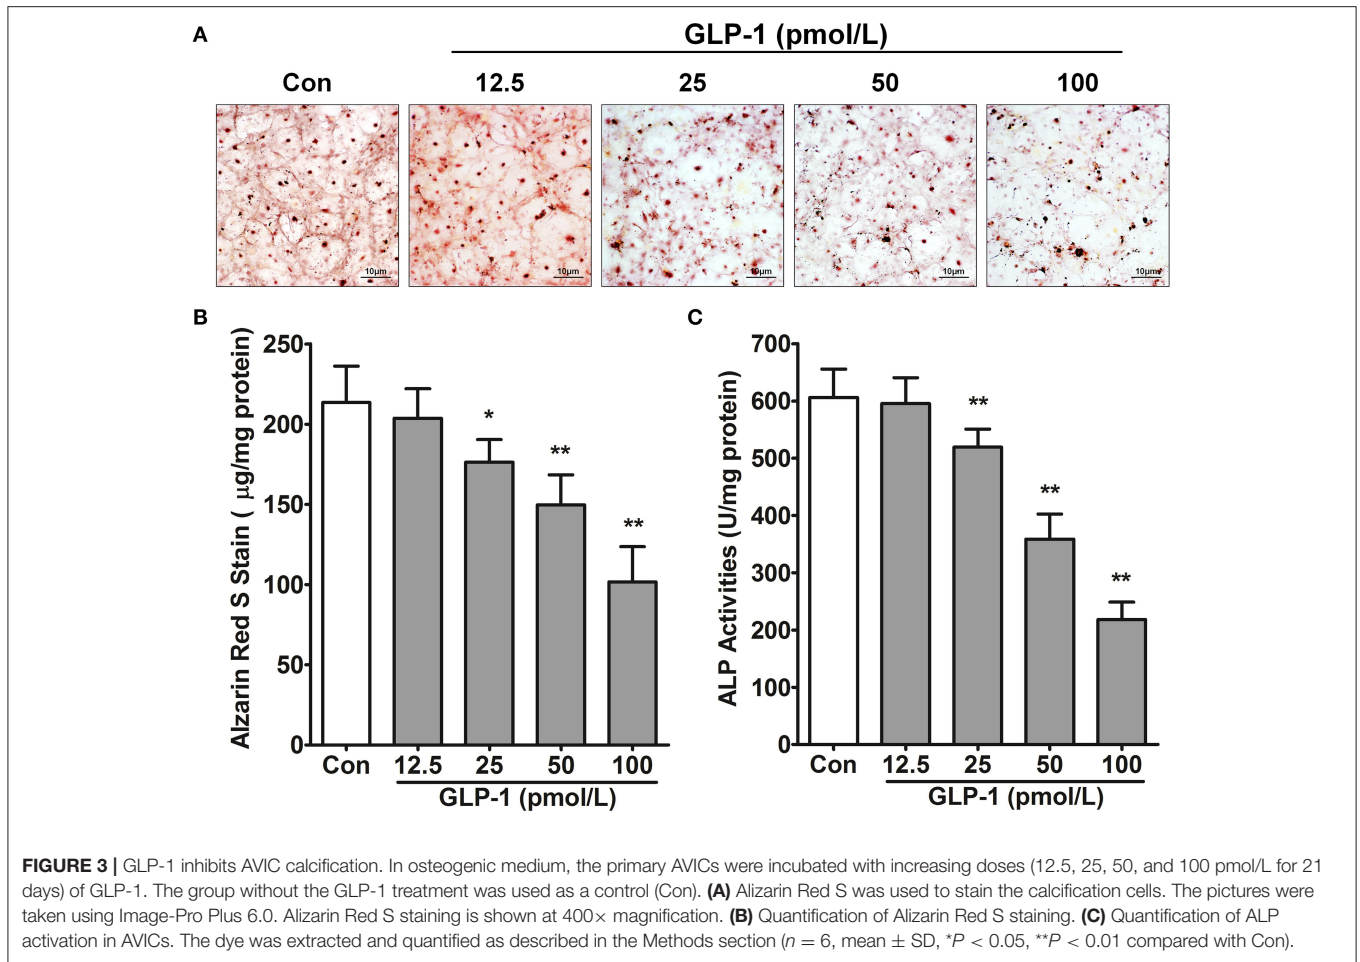 A
GLP-1 (pmol/L)
Con 12.5 25 50 100
10μm 10μm 10μm 10μm 10μm
B
Alzarin Red S Stain ( μg/mg protein)
250
200
150
100
50
0
* ** **
Con 12.5 25 50 100
GLP-1 (pmol/L)
C
ALP Activities (U/mg protein)
700
600
500
400
300
200
100
0
** ** **
Con 12.5 25 50 100
GLP-1 (pmol/L)
FIGURE 3 | GLP-1 inhibits AVIC calcification. In osteogenic medium, the primary AVICs were incubated with increasing doses (12.5, 25, 50, and 100 pmol/L for 21
days) of GLP-1. The group without the GLP-1 treatment was used as a control (Con). (A) Alizarin Red S was used to stain the calcification cells. The pictures were
taken using Image-Pro Plus 6.0. Alizarin Red S staining is shown at 400× magnification. (B) Quantification of Alizarin Red S staining. (C) Quantification of ALP
activation in AVICs. The dye was extracted and quantified as described in the Methods section (n = 6, mean ± SD, *P < 0.05, **P < 0.01 compared with Con).